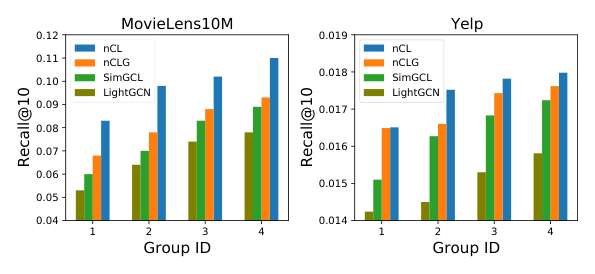 MovieLens10M
0.12
0.11
0.10
0.09
0.08
0.07
0.06
0.05
0.04
Recall@10
nCL
nCLG
SimGCL
LightGCN
1 2 3 4
Group ID
Yelp
0.019
0.018
0.017
0.016
0.015
0.014
Recall@10
nCL
nCLG
SimGCL
LightGCN
1 2 3 4
Group ID